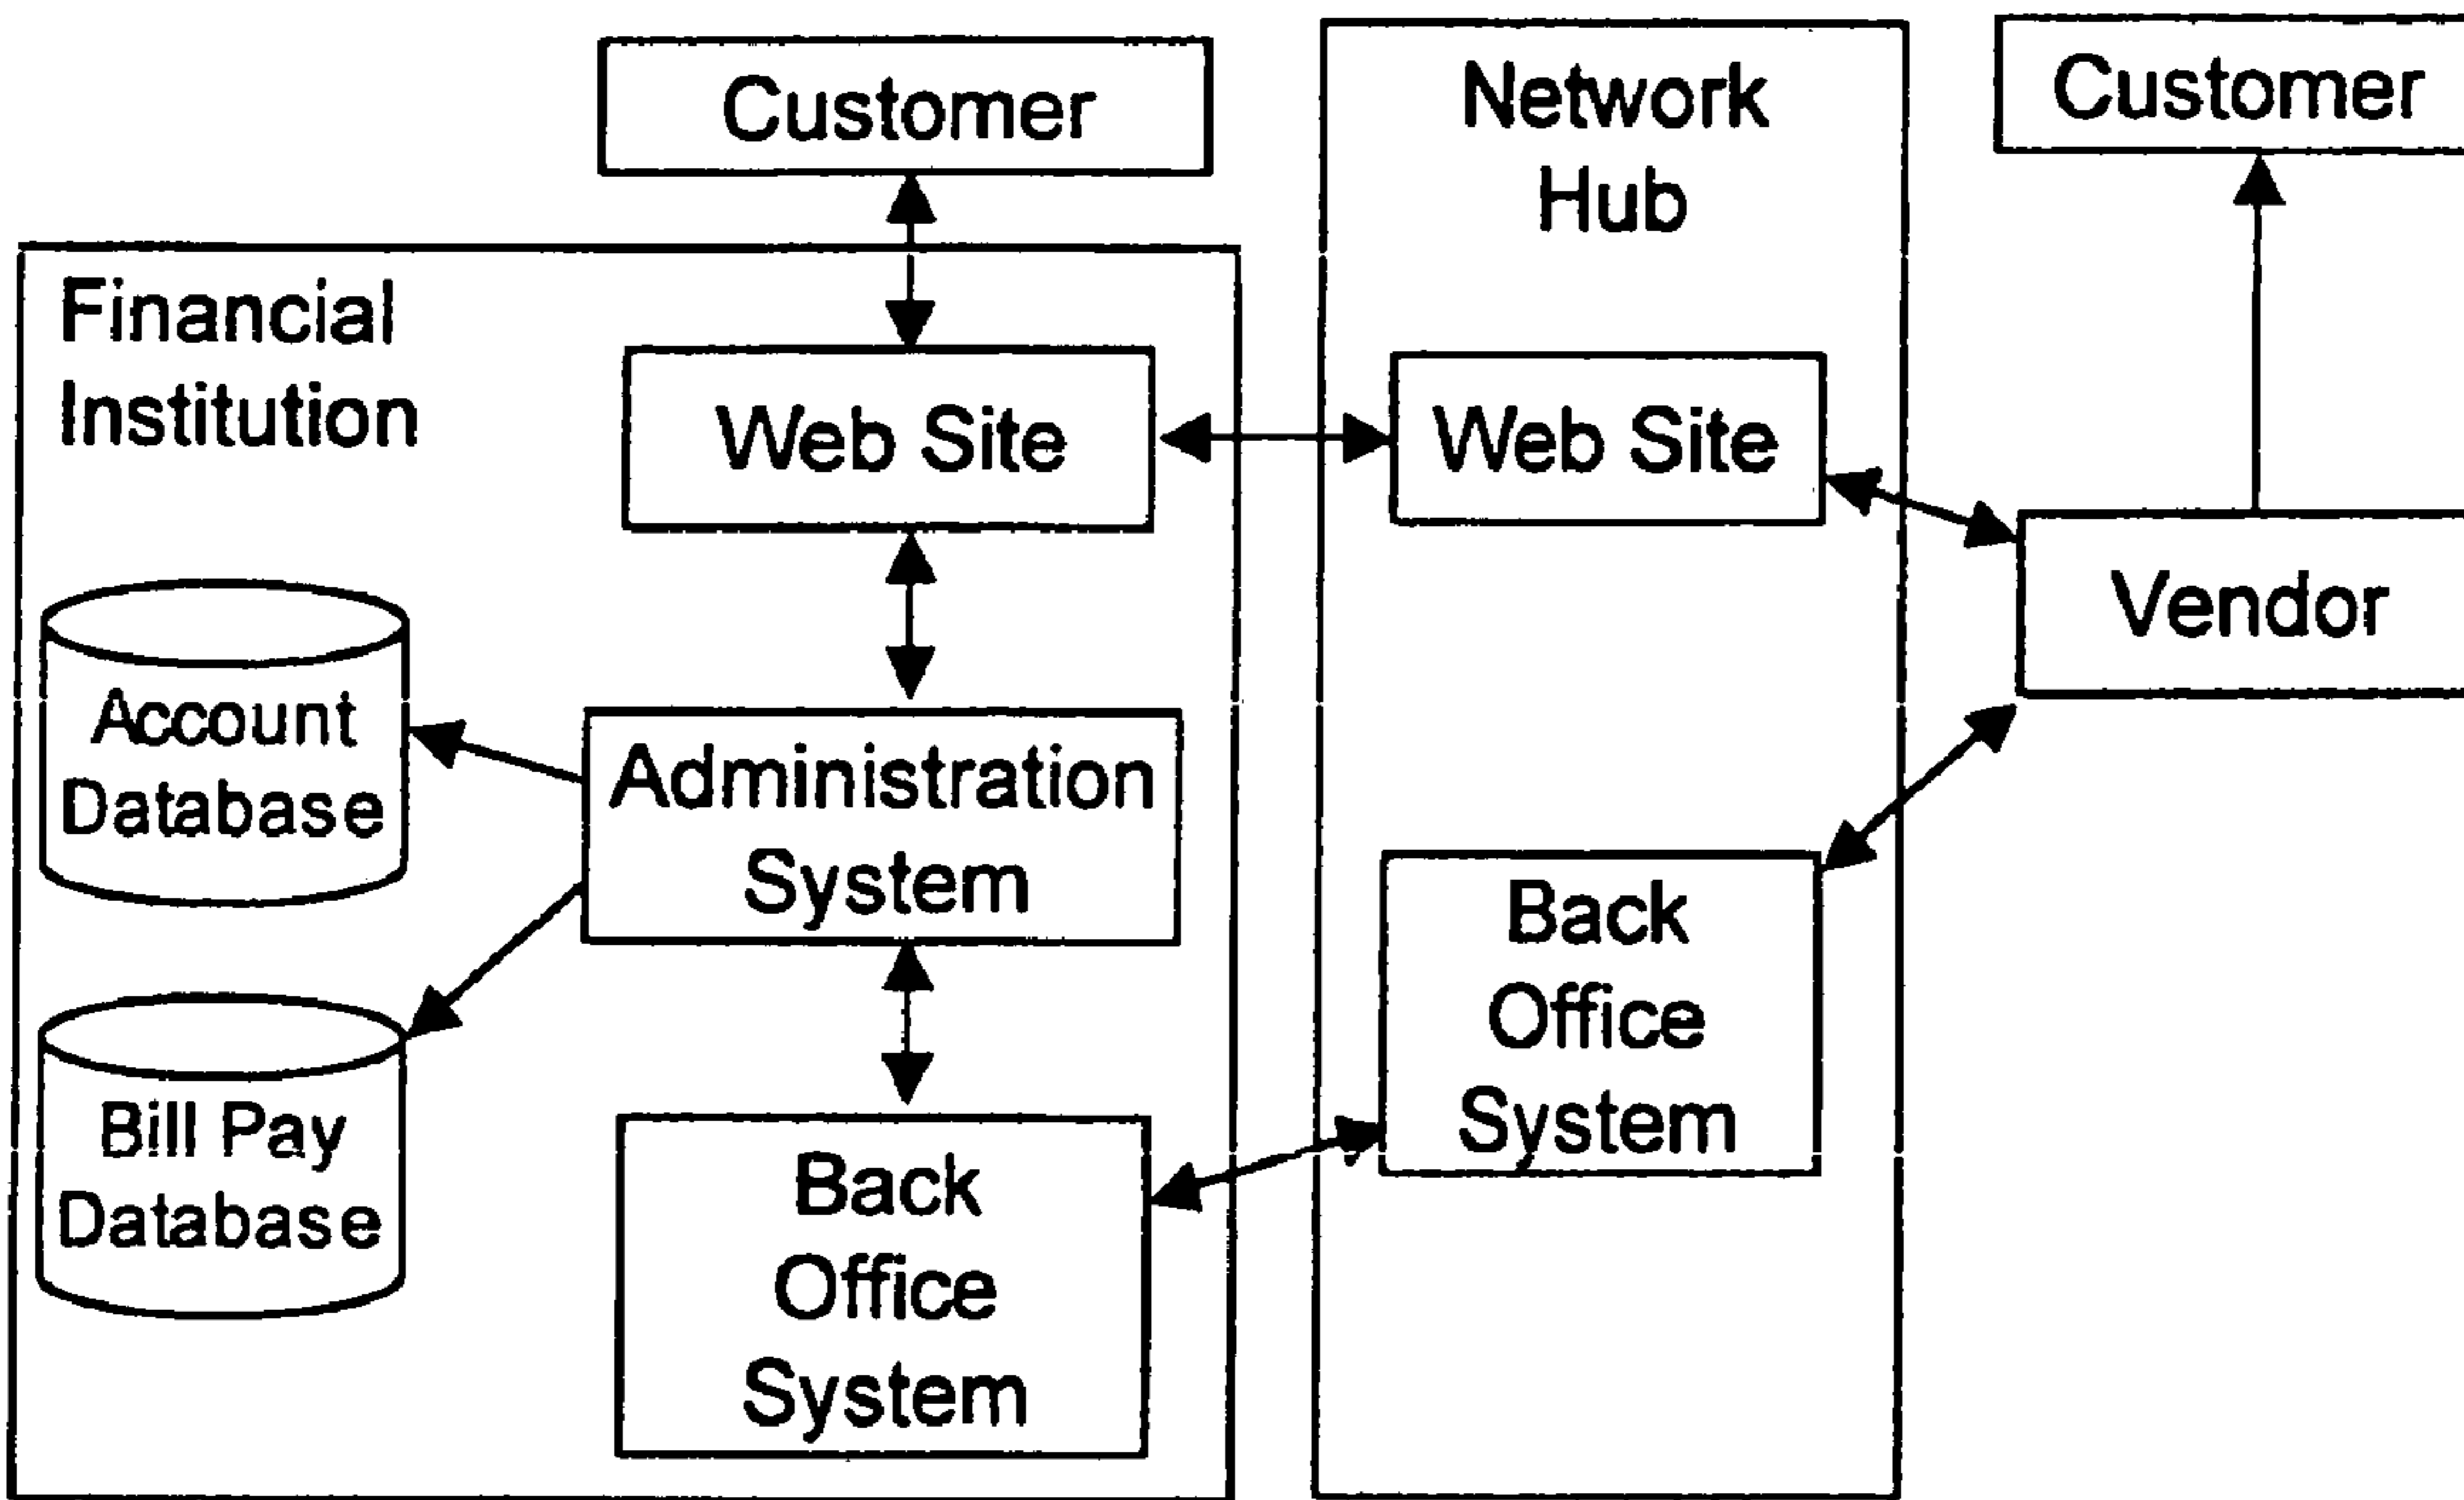 Customer
Network
Hub
Customer
Financial
Institution
Web Site
Web Site
Vendor
Account
Database
Administration
System
Back
Office
System
Bill Pay
Database
Back
Office
System